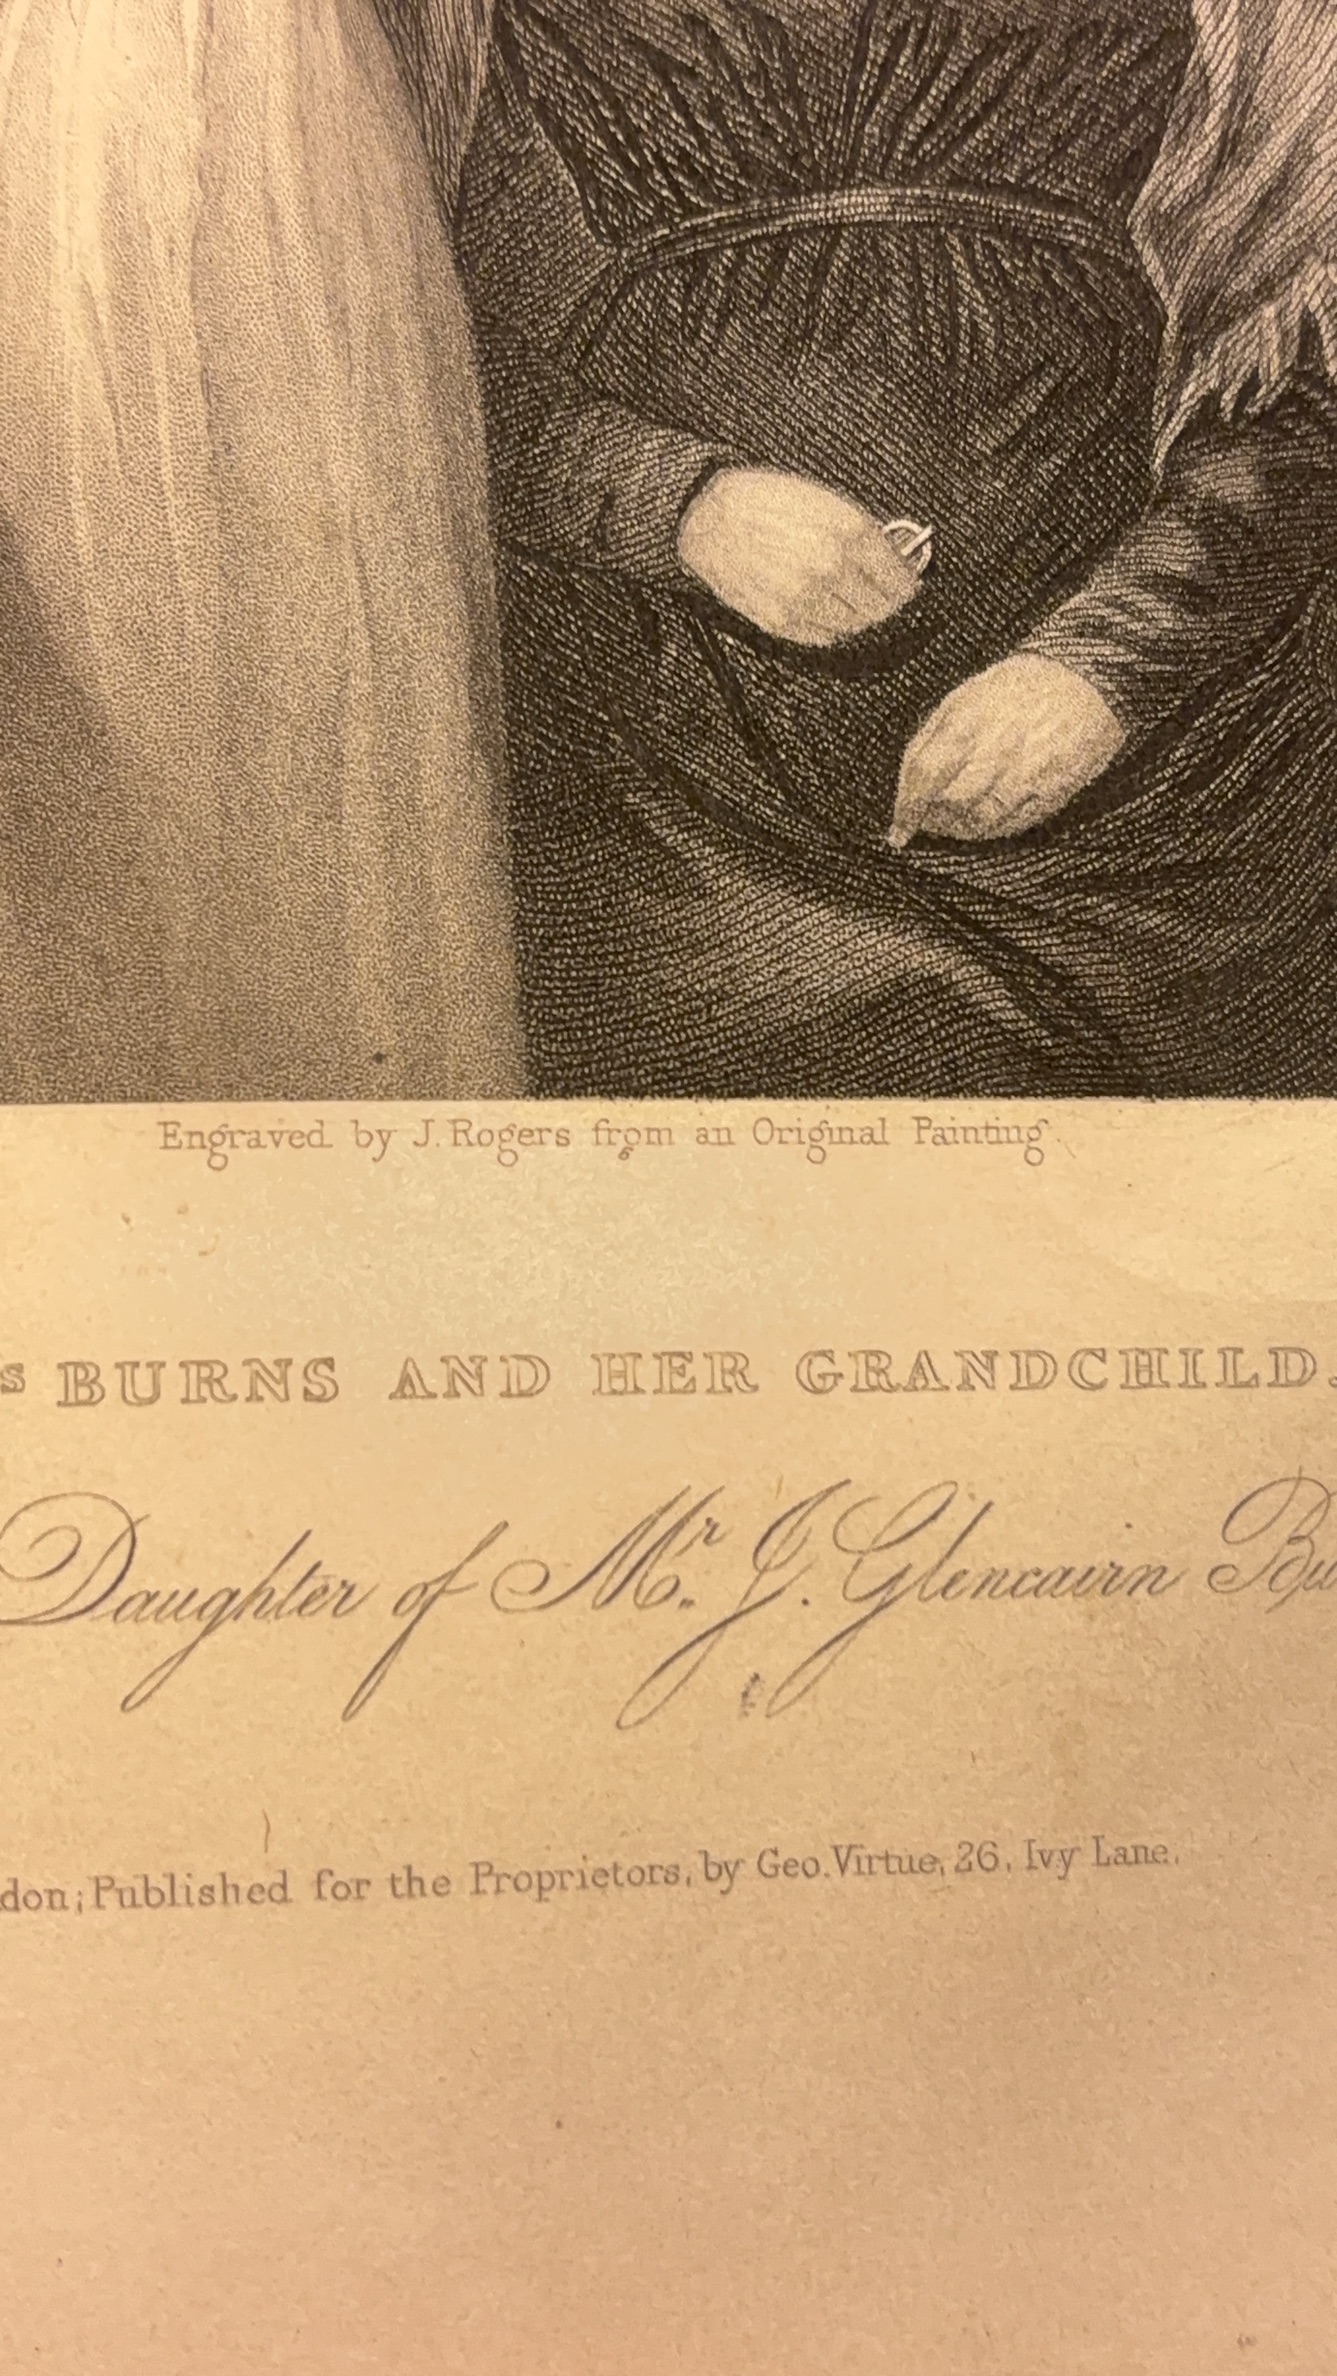 Engraved by J. Rogers from an Original Painting.
s BURNS AND HER GRANDCHILD.
Daughter of Mr. J. Glencairn Bu
don; Published for the Proprietors, by Geo. Virtue, 26, Ivy Lane.